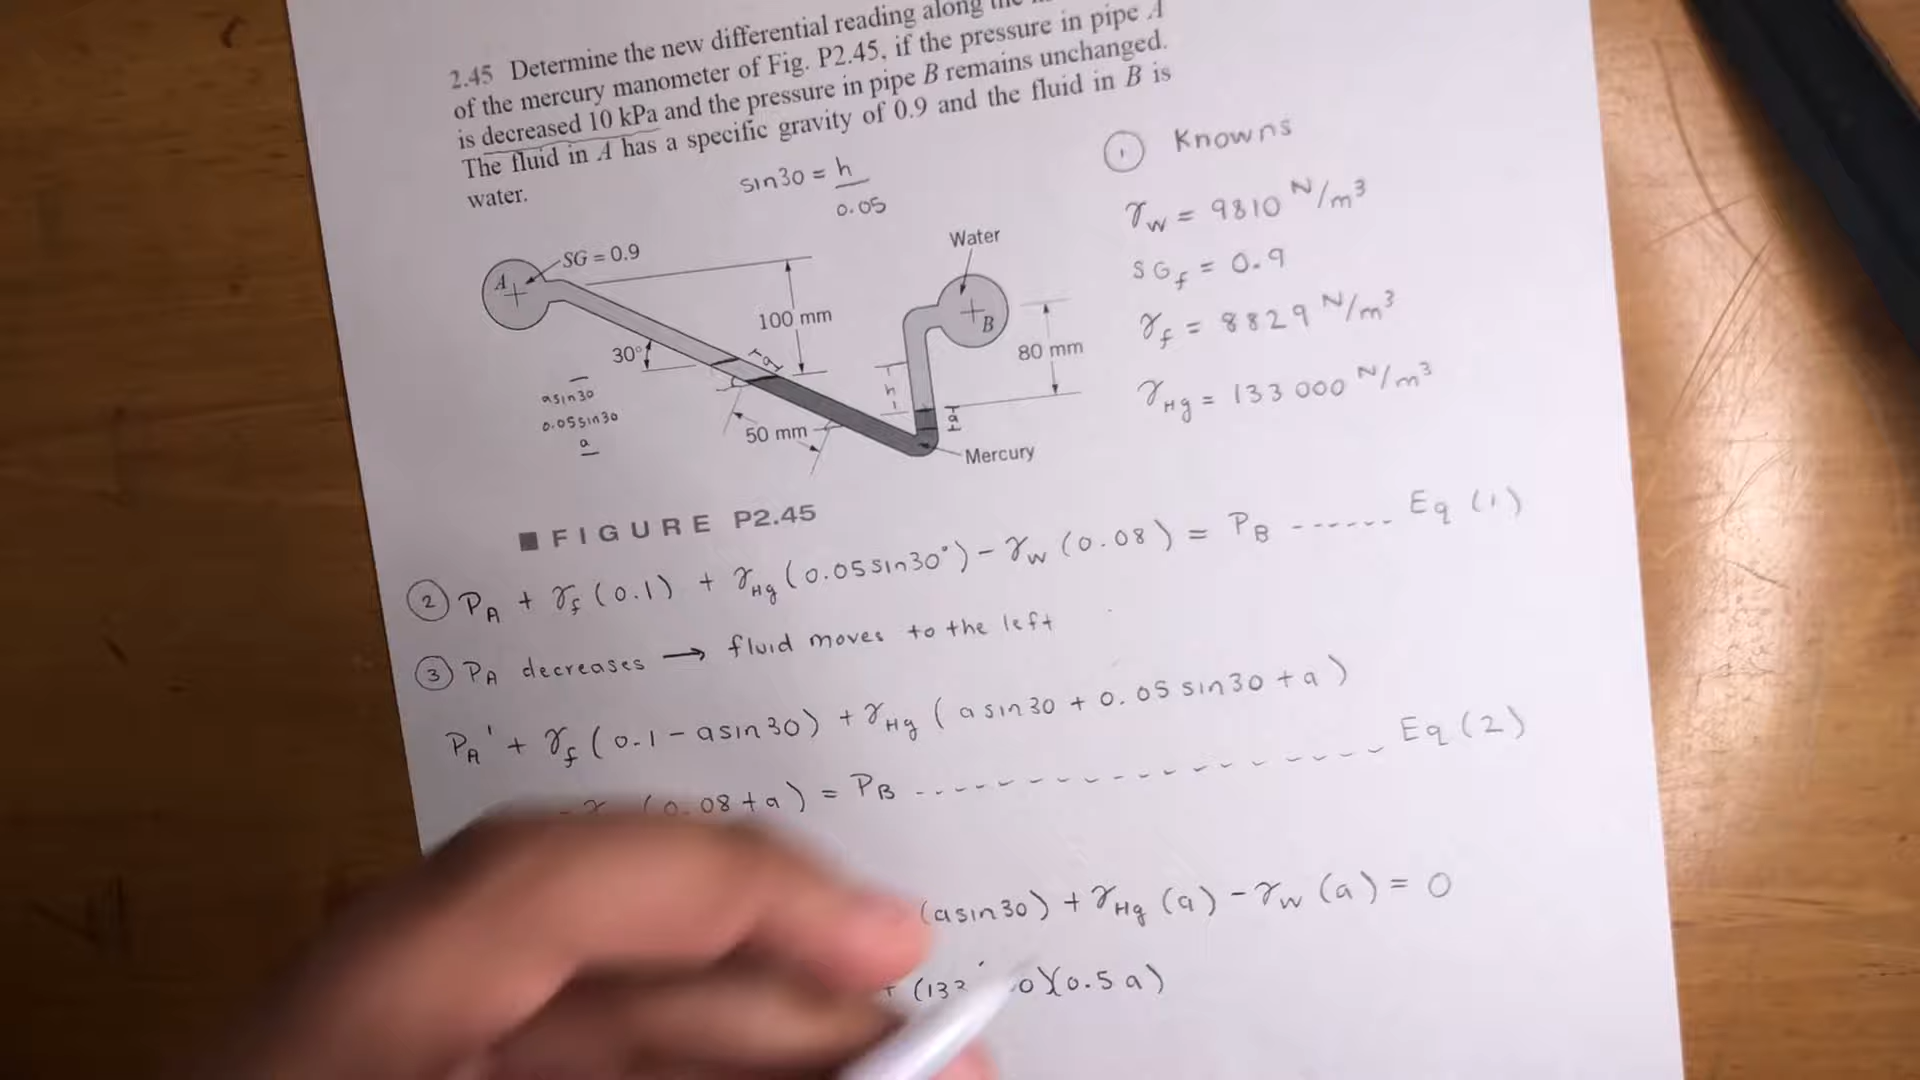 2.45 Determine the new differential reading along the
of the mercury manometer of Fig. P2.45, if the pressure in pipe A
is decreased 10 kPa and the pressure in pipe B remains unchanged.
The fluid in A has a specific gravity of 0.9 and the fluid in B is
water.
sin30 = h
0.05
① Knowns
γw = 9810 N/m³
SGf = 0.9
γf = 8829 N/m³
γHg = 133 000 N/m³
A
SG = 0.9
Water
B
100 mm
80 mm
30°
a
h
a
50 mm
Mercury
asin30
0.05sin30
a
FIGURE P2.45
② PA + γf (0.1) + γHg (0.05sin30°) - γw (0.08) = PB ------ Eq (1)
③ PA decreases → fluid moves to the left
PA' + γf (0.1 - asin30) + γHg (asin30 + 0.05 sin30 + a)
(0.08 + a) = PB ------------------ Eq (2)
(asin30) + γHg (a) - γw (a) = 0
(0.5 a)